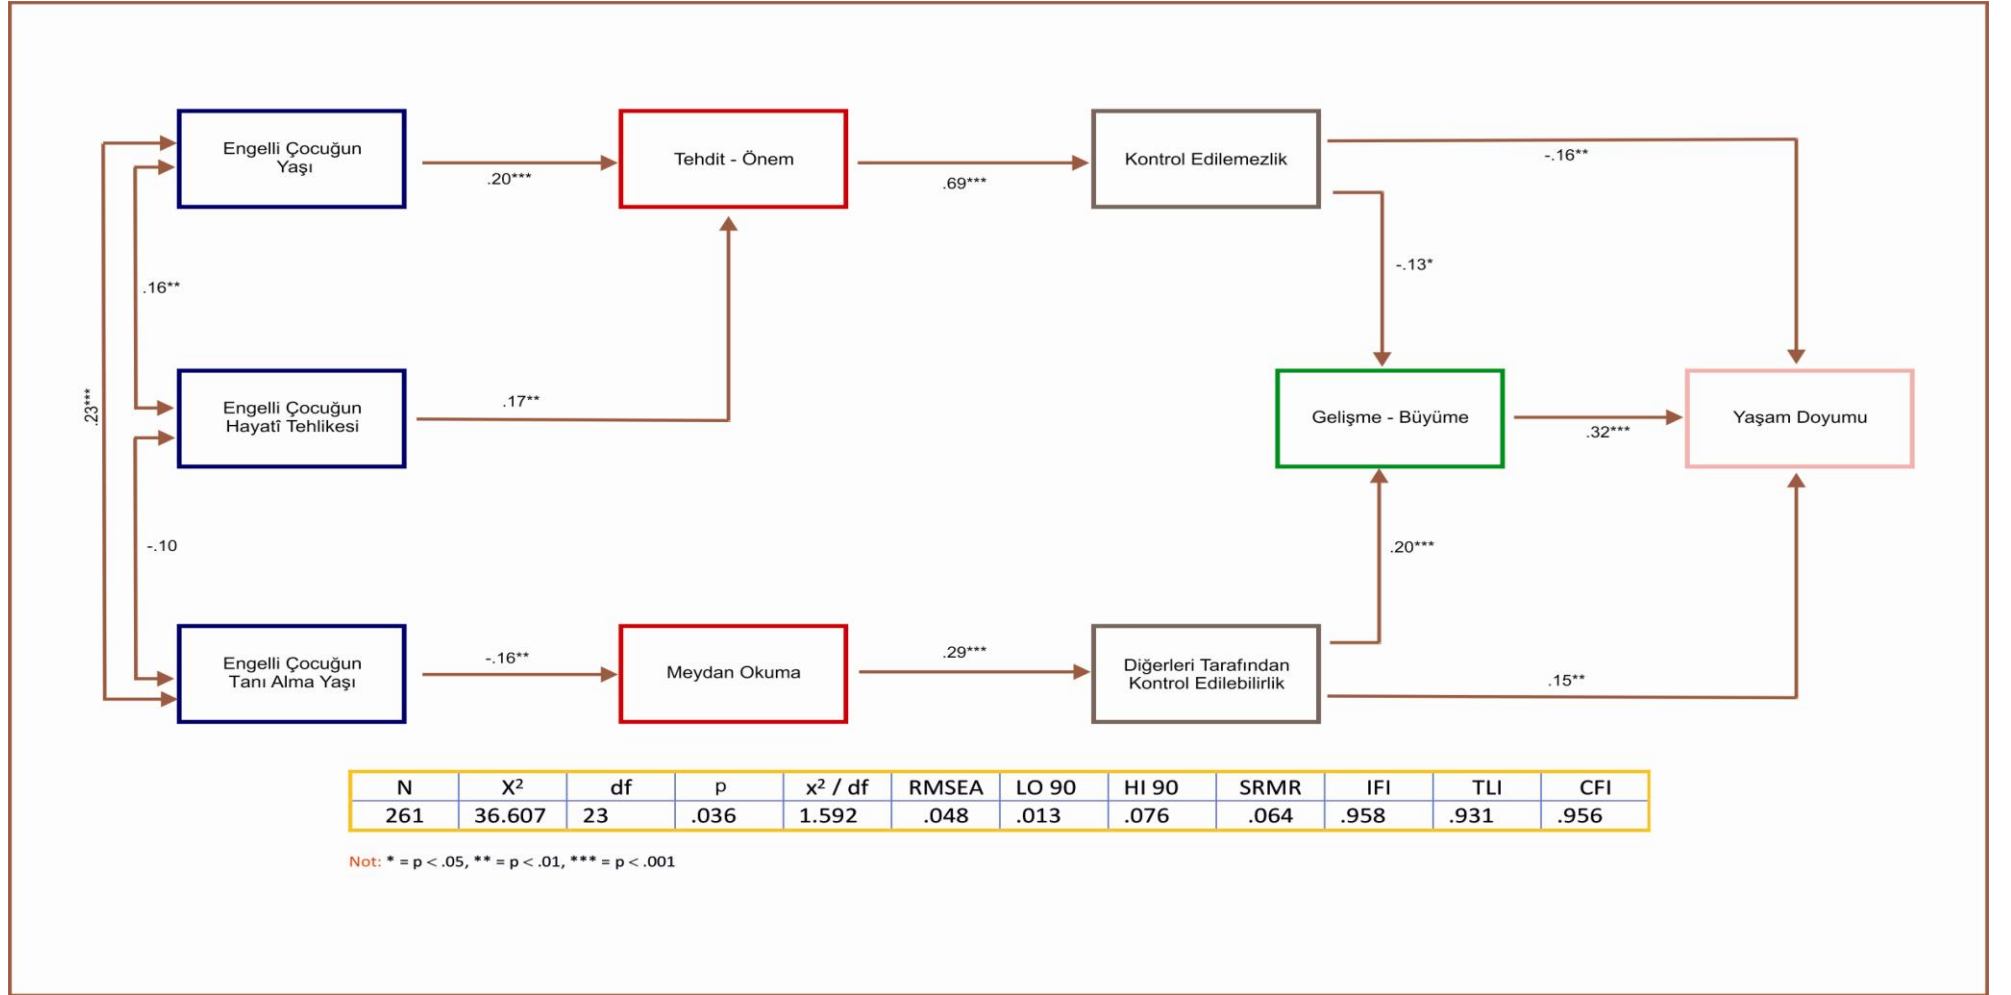 Engelli Çocuğun
Yaşı
.20***
Tehdit - Önem
.69***
Kontrol Edilemezlik
-.16**
-.13*
.16**
.23***
Engelli Çocuğun
Hayatî Tehlikesi
.17**
Gelişme - Büyüme
.32***
Yaşam Doyumu
-.10
.20***
Engelli Çocuğun
Tanı Alma Yaşı
-.16**
Meydan Okuma
.29***
Diğerleri Tarafından
Kontrol Edilebilirlik
.15**
N X² df p x² / df RMSEA LO 90 HI 90 SRMR IFI TLI CFI
261 36.607 23 .036 1.592 .048 .013 .076 .064 .958 .931 .956
Not: * = p < .05, ** = p < .01, *** = p < .001